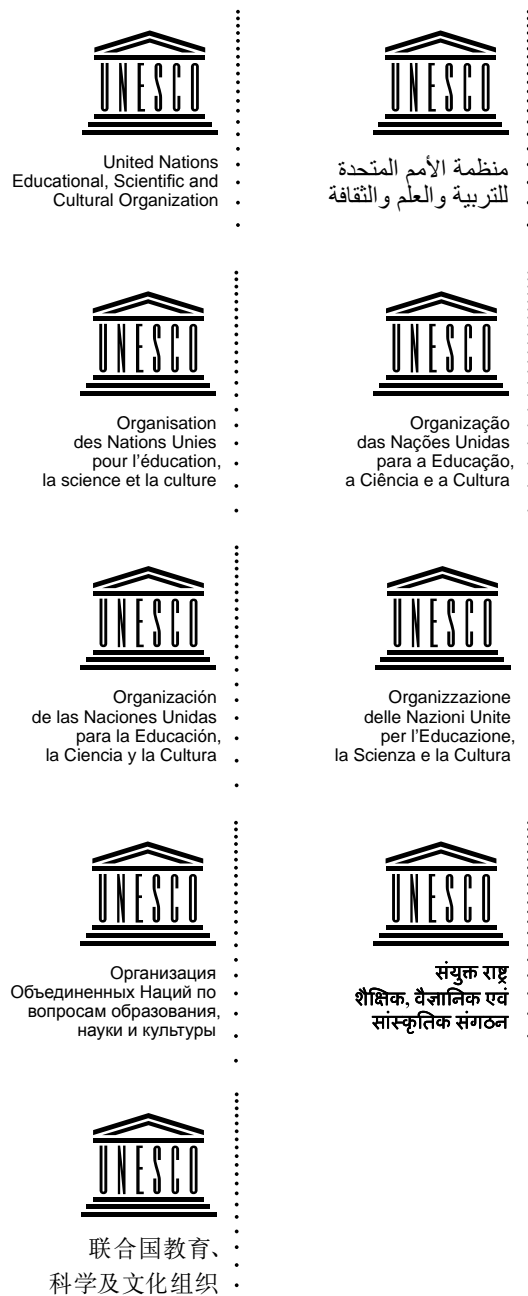 UNESCO
United Nations
Educational, Scientific and
Cultural Organization
UNESCO
منظمة الأمم المتحدة
للتربية والعلم والثقافة
UNESCO
Organisation
des Nations Unies
pour l’éducation,
la science et la culture
UNESCO
Organização
das Nações Unidas
para a Educação,
a Ciência e a Cultura
UNESCO
Organización
de las Naciones Unidas
para la Educación,
la Ciencia y la Cultura
UNESCO
Organizzazione
delle Nazioni Unite
per l’Educazione,
la Scienza e la Cultura
UNESCO
Организация
Объединенных Наций по
вопросам образования,
науки и культуры
UNESCO
संयुक्त राष्ट्र
शैक्षिक, वैज्ञानिक एवं
सांस्कृतिक संगठन
UNESCO
联合国教育、
科学及文化组织